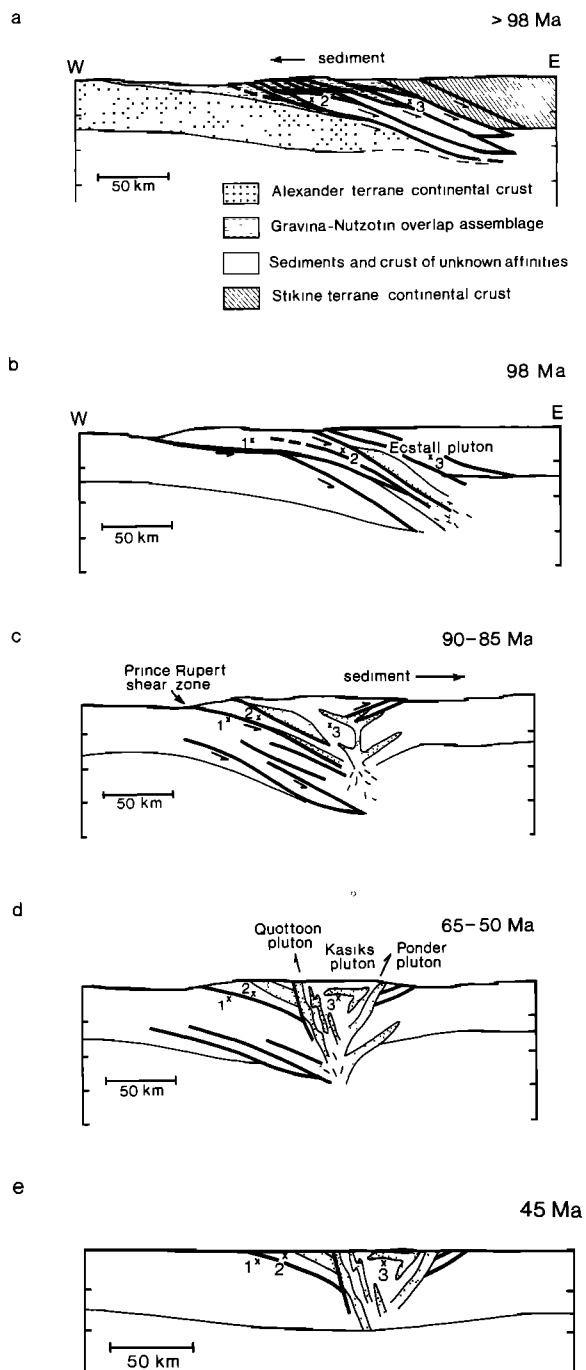 a
> 98 Ma
sediment
W
E
2
3
50 km
Alexander terrane continental crust
Gravina-Nutzotin overlap assemblage
Sediments and crust of unknown affinities
Stikine terrane continental crust
b
98 Ma
W
E
1
2
Ecstall pluton
3
50 km
c
90-85 Ma
Prince Rupert
shear zone
sediment
1
2
3
50 km
d
65-50 Ma
Quottoon
pluton
Kasiks
pluton
Ponder
pluton
1
2
3
50 km
e
45 Ma
1
2
3
50 km